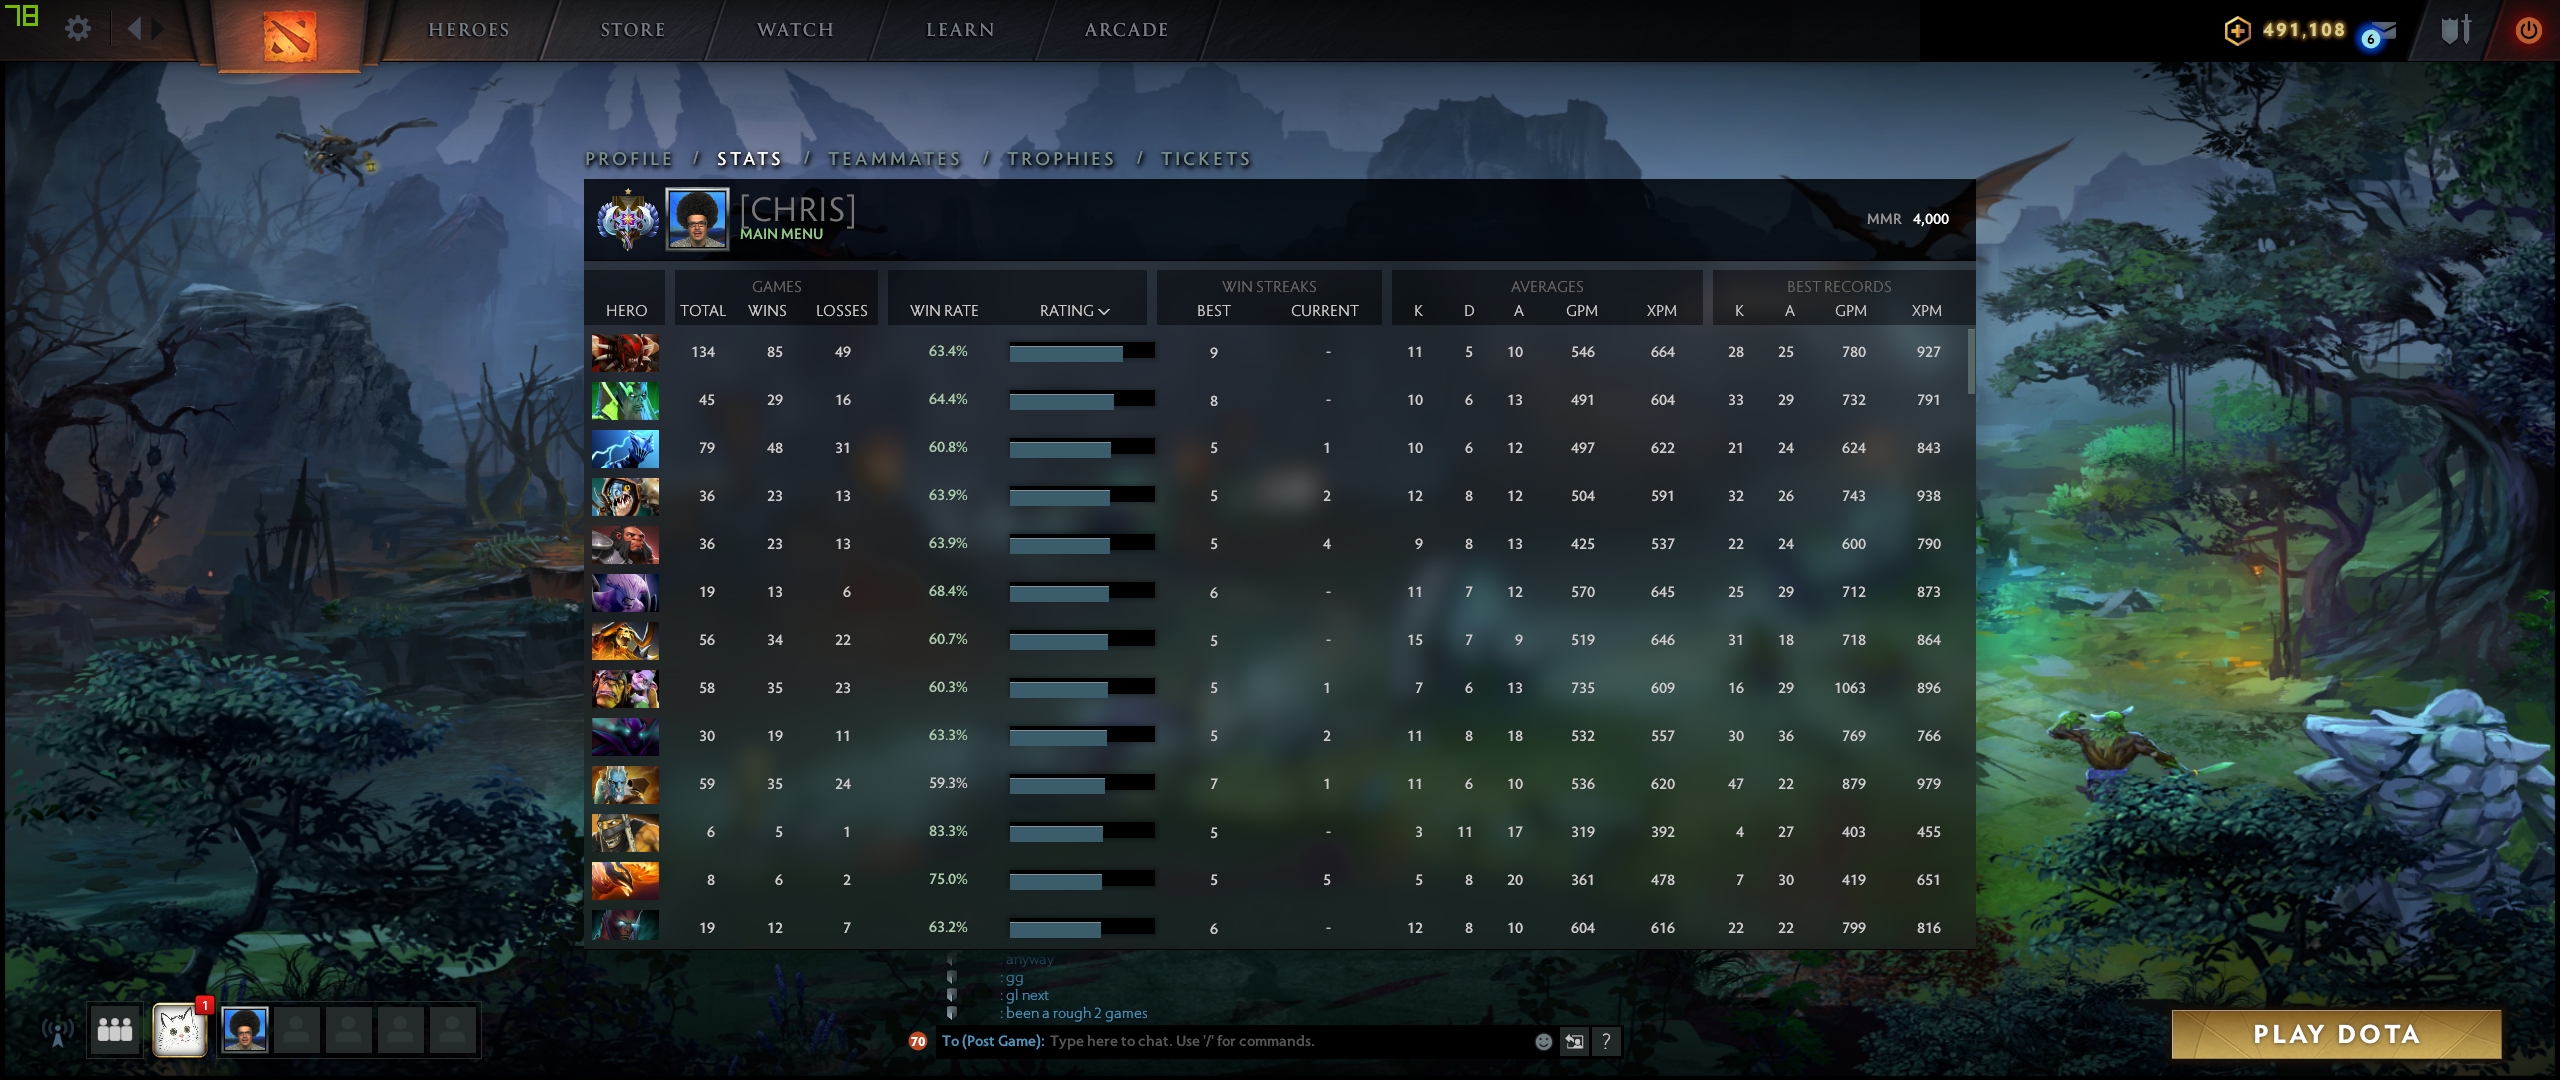 78
HEROES STORE WATCH LEARN ARCADE 491,108 6
PROFILE / STATS / TEAMMATES / TROPHIES / TICKETS
[CHRIS]
MAIN MENU
MMR 4,000
GAMES WIN STREAKS AVERAGES BEST RECORDS
HERO TOTAL WINS LOSSES WIN RATE RATING BEST CURRENT K D A GPM XPM K A GPM XPM
134 85 49 63.4% 9 - 11 5 10 546 664 28 25 780 927
45 29 16 64.4% 8 - 10 6 13 491 604 33 29 732 791
79 48 31 60.8% 5 1 10 6 12 497 622 21 24 624 843
36 23 13 63.9% 5 2 12 8 12 504 591 32 26 743 938
36 23 13 63.9% 5 4 9 8 13 425 537 22 24 600 790
19 13 6 68.4% 6 - 11 7 12 570 645 25 29 712 873
56 34 22 60.7% 5 - 15 7 9 519 646 31 18 718 864
58 35 23 60.3% 5 1 7 6 13 735 609 16 29 1063 896
30 19 11 63.3% 5 2 11 8 18 532 557 30 36 769 766
59 35 24 59.3% 7 1 11 6 10 536 620 47 22 879 979
6 5 1 83.3% 5 - 3 11 17 319 392 4 27 403 455
8 6 2 75.0% 5 5 5 8 20 361 478 7 30 419 651
19 12 7 63.2% 6 - 12 8 10 604 616 22 22 799 816
: anyway
: gg
: gl next
: been a rough 2 games
1
70 To (Post Game): Type here to chat. Use '/' for commands. ?
PLAY DOTA